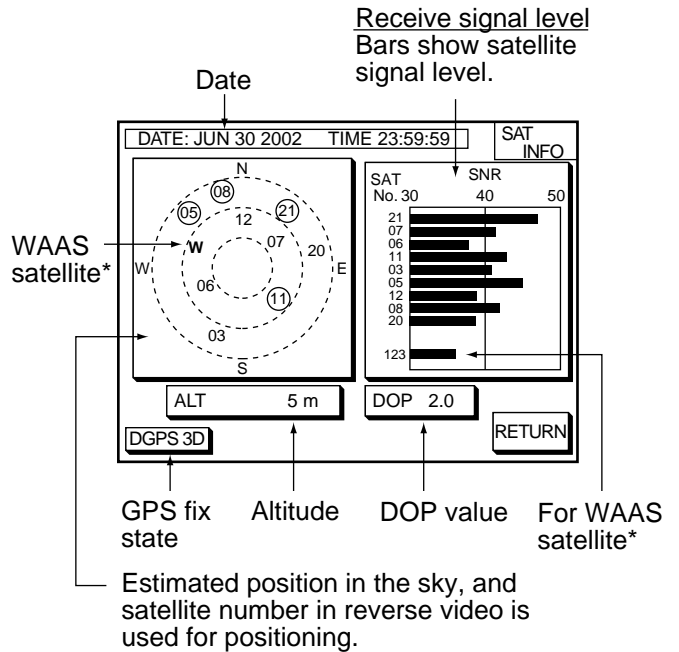 Receive signal level
Bars show satellite
signal level.
Date
DATE: JUN 30 2002 TIME 23:59:59
SAT
INFO
N
08
05
21
12
07
W
20
W
E
06
11
03
S
SAT
No.
SNR
30 40 50
21
07
06
11
03
05
12
08
20
123
WAAS
satellite*
ALT 5 m
DOP 2.0
DGPS 3D
RETURN
GPS fix
state
Altitude
DOP value
For WAAS
satellite*
Estimated position in the sky, and
satellite number in reverse video is
used for positioning.